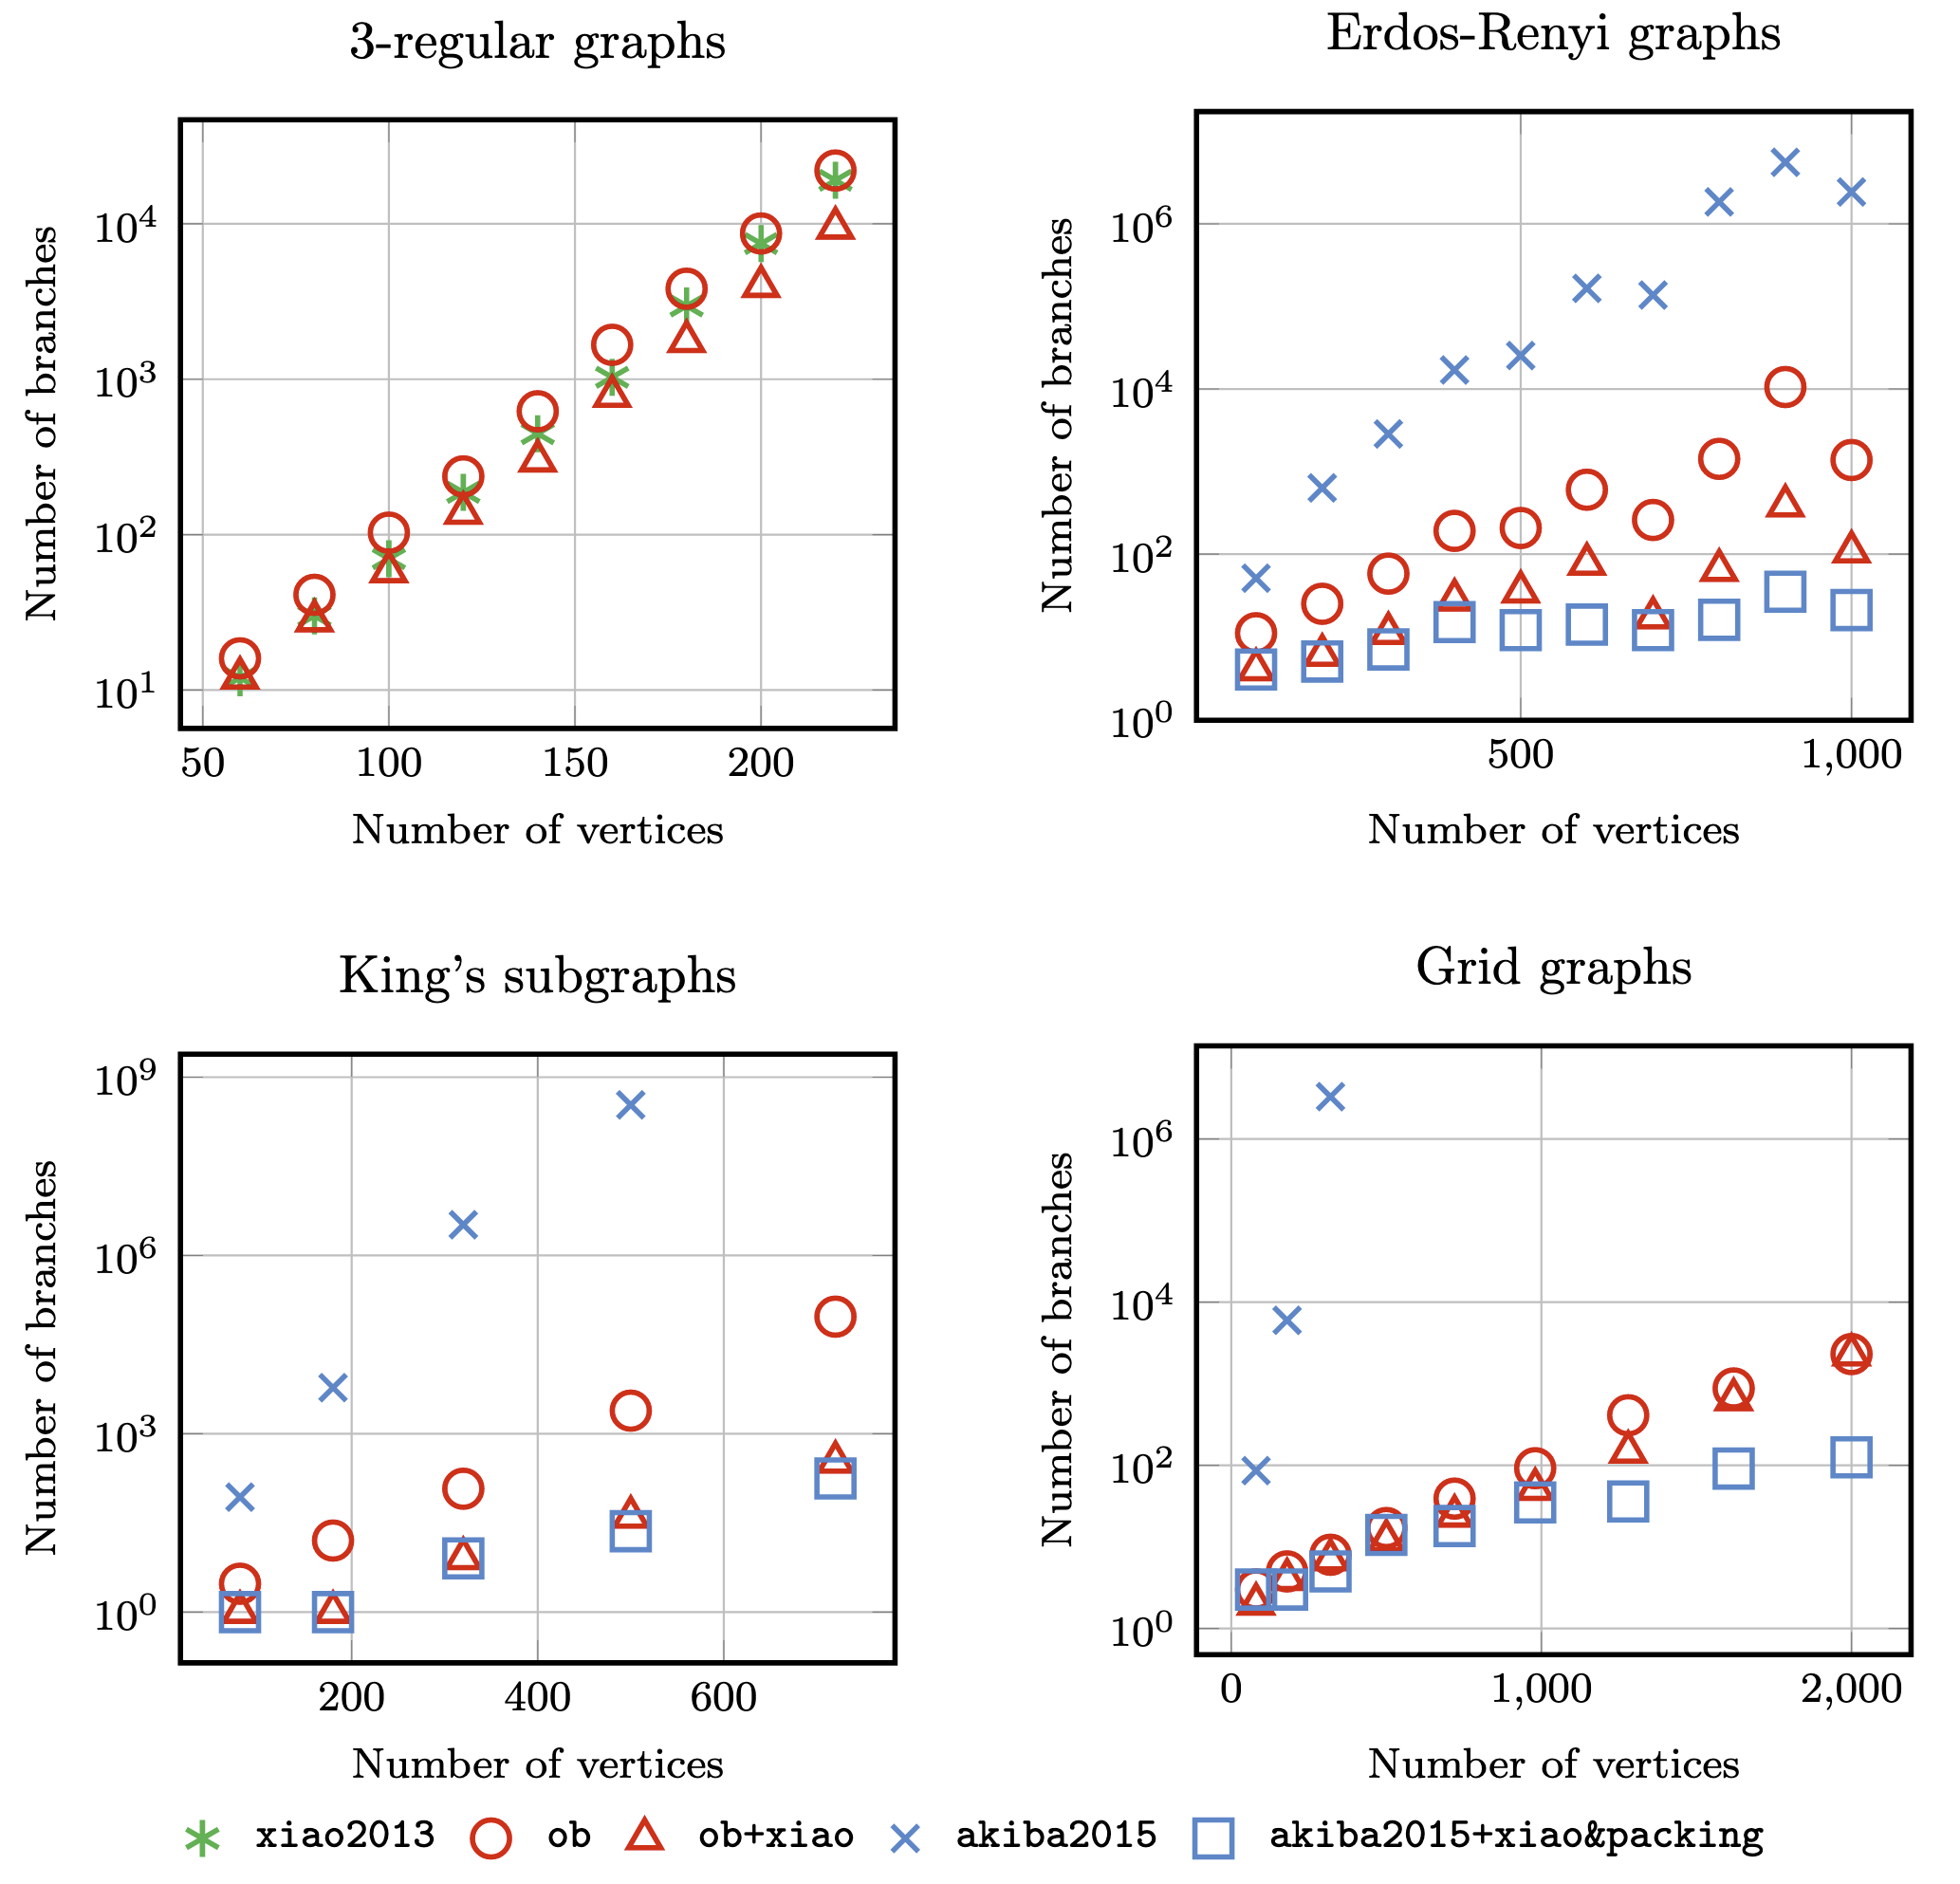 3-regular graphs
Number of branches
10^4
10^3
10^2
10^1
50 100 150 200
Number of vertices
Erdos-Renyi graphs
Number of branches
10^6
10^4
10^2
10^0
500 1,000
Number of vertices
King's subgraphs
Number of branches
10^9
10^6
10^3
10^0
200 400 600
Number of vertices
Grid graphs
Number of branches
10^6
10^4
10^2
10^0
0 1,000 2,000
Number of vertices
xiao2013 ob ob+xiao akiba2015 akiba2015+xiao&packing